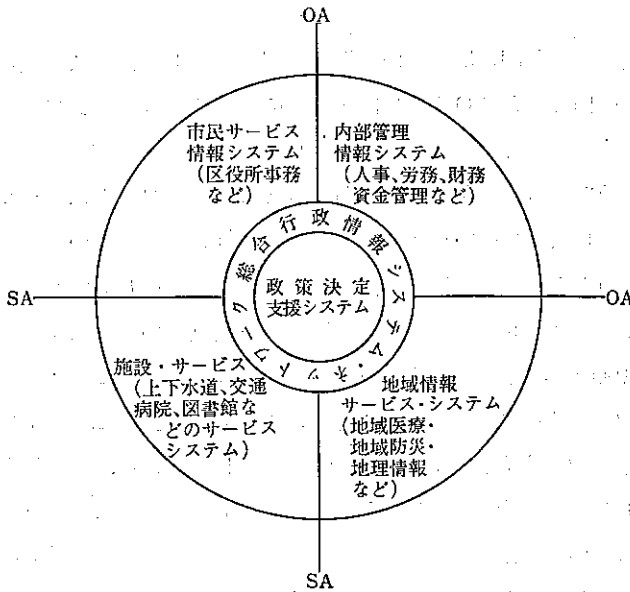 OA
市民サービス
情報システム
(区役所事務
など)
内部管理
情報システム
(人事、労務、財務
資金管理など)
総合行政情報システム・ネットワーク
政策決定
支援システム
SA
OA
施設・サービス
(上下水道、交通
病院、図書館な
どのサービス
システム)
地域情報
サービス・システム
(地域医療・
地域防災・
地理情報
など)
SA